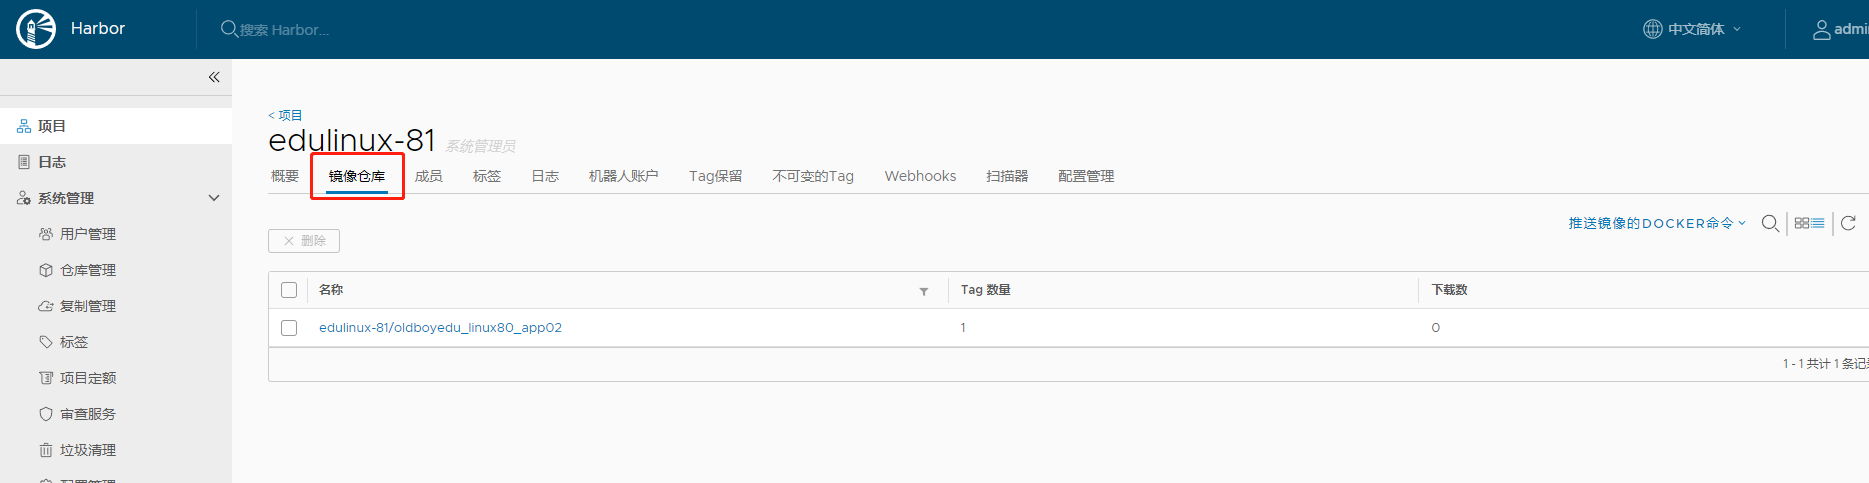 Harbor
搜索 Harbor...
中文简体
项目
日志
系统管理
用户管理
仓库管理
复制管理
标签
项目定额
审查服务
垃圾清理
< 项目
edulinux-81 系统管理员
概要 镜像仓库 成员 标签 日志 机器人账户 Tag保留 不可变的Tag Webhooks 扫描器 配置管理
推送镜像的DOCKER命令
删除
名称 Tag 数量 下载数
edulinux-81/oldboyedu_linux80_app02 1 0
1 - 1 共计 1 条记